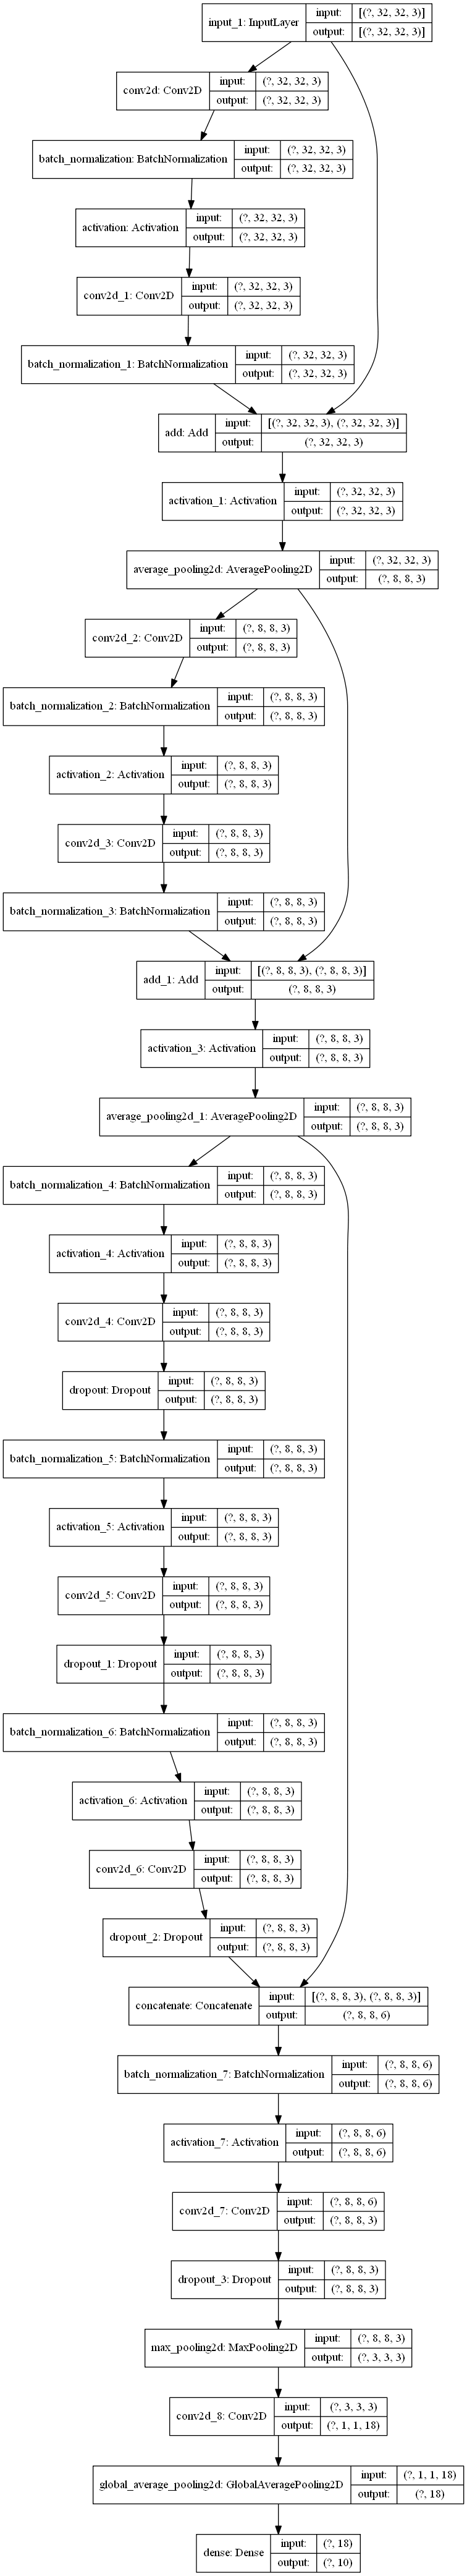 input_1: InputLayer
input: [(?, 32, 32, 3)]
output: [(?, 32, 32, 3)]
conv2d: Conv2D
input: (?, 32, 32, 3)
output: (?, 32, 32, 3)
batch_normalization: BatchNormalization
input: (?, 32, 32, 3)
output: (?, 32, 32, 3)
activation: Activation
input: (?, 32, 32, 3)
output: (?, 32, 32, 3)
conv2d_1: Conv2D
input: (?, 32, 32, 3)
output: (?, 32, 32, 3)
batch_normalization_1: BatchNormalization
input: (?, 32, 32, 3)
output: (?, 32, 32, 3)
add: Add
input: [(?, 32, 32, 3), (?, 32, 32, 3)]
output: (?, 32, 32, 3)
activation_1: Activation
input: (?, 32, 32, 3)
output: (?, 32, 32, 3)
average_pooling2d: AveragePooling2D
input: (?, 32, 32, 3)
output: (?, 8, 8, 3)
conv2d_2: Conv2D
input: (?, 8, 8, 3)
output: (?, 8, 8, 3)
batch_normalization_2: BatchNormalization
input: (?, 8, 8, 3)
output: (?, 8, 8, 3)
activation_2: Activation
input: (?, 8, 8, 3)
output: (?, 8, 8, 3)
conv2d_3: Conv2D
input: (?, 8, 8, 3)
output: (?, 8, 8, 3)
batch_normalization_3: BatchNormalization
input: (?, 8, 8, 3)
output: (?, 8, 8, 3)
add_1: Add
input: [(?, 8, 8, 3), (?, 8, 8, 3)]
output: (?, 8, 8, 3)
activation_3: Activation
input: (?, 8, 8, 3)
output: (?, 8, 8, 3)
average_pooling2d_1: AveragePooling2D
input: (?, 8, 8, 3)
output: (?, 8, 8, 3)
batch_normalization_4: BatchNormalization
input: (?, 8, 8, 3)
output: (?, 8, 8, 3)
activation_4: Activation
input: (?, 8, 8, 3)
output: (?, 8, 8, 3)
conv2d_4: Conv2D
input: (?, 8, 8, 3)
output: (?, 8, 8, 3)
dropout: Dropout
input: (?, 8, 8, 3)
output: (?, 8, 8, 3)
batch_normalization_5: BatchNormalization
input: (?, 8, 8, 3)
output: (?, 8, 8, 3)
activation_5: Activation
input: (?, 8, 8, 3)
output: (?, 8, 8, 3)
conv2d_5: Conv2D
input: (?, 8, 8, 3)
output: (?, 8, 8, 3)
dropout_1: Dropout
input: (?, 8, 8, 3)
output: (?, 8, 8, 3)
batch_normalization_6: BatchNormalization
input: (?, 8, 8, 3)
output: (?, 8, 8, 3)
activation_6: Activation
input: (?, 8, 8, 3)
output: (?, 8, 8, 3)
conv2d_6: Conv2D
input: (?, 8, 8, 3)
output: (?, 8, 8, 3)
dropout_2: Dropout
input: (?, 8, 8, 3)
output: (?, 8, 8, 3)
concatenate: Concatenate
input: [(?, 8, 8, 3), (?, 8, 8, 3)]
output: (?, 8, 8, 6)
batch_normalization_7: BatchNormalization
input: (?, 8, 8, 6)
output: (?, 8, 8, 6)
activation_7: Activation
input: (?, 8, 8, 6)
output: (?, 8, 8, 6)
conv2d_7: Conv2D
input: (?, 8, 8, 6)
output: (?, 8, 8, 3)
dropout_3: Dropout
input: (?, 8, 8, 3)
output: (?, 8, 8, 3)
max_pooling2d: MaxPooling2D
input: (?, 8, 8, 3)
output: (?, 3, 3, 3)
conv2d_8: Conv2D
input: (?, 3, 3, 3)
output: (?, 1, 1, 18)
global_average_pooling2d: GlobalAveragePooling2D
input: (?, 1, 1, 18)
output: (?, 18)
dense: Dense
input: (?, 18)
output: (?, 10)